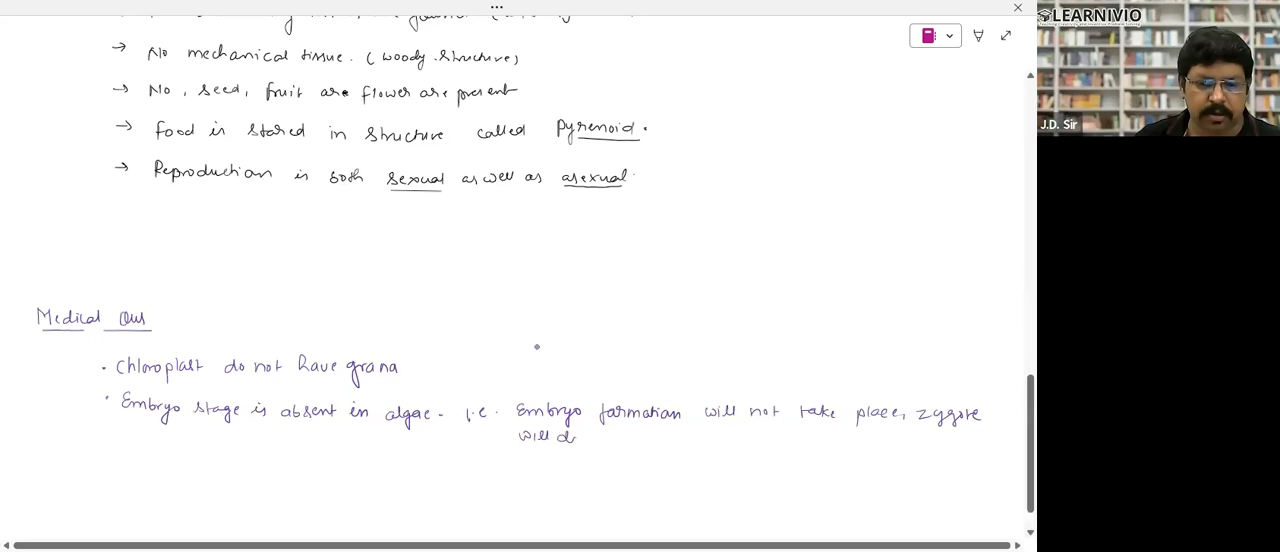 → No mechanical tissue. (woody structure)
→ No, seed, fruit are flower are present
→ Food is stored in structure called Pyrenoid.
→ Reproduction is both sexual as well as asexual.
Medical Qus
• Chloroplast do not have grana
• Embryo stage is absent in algae - i.e. Embryo formation will not take place, zygote
will d
LEARNIVIO
J.D. Sir